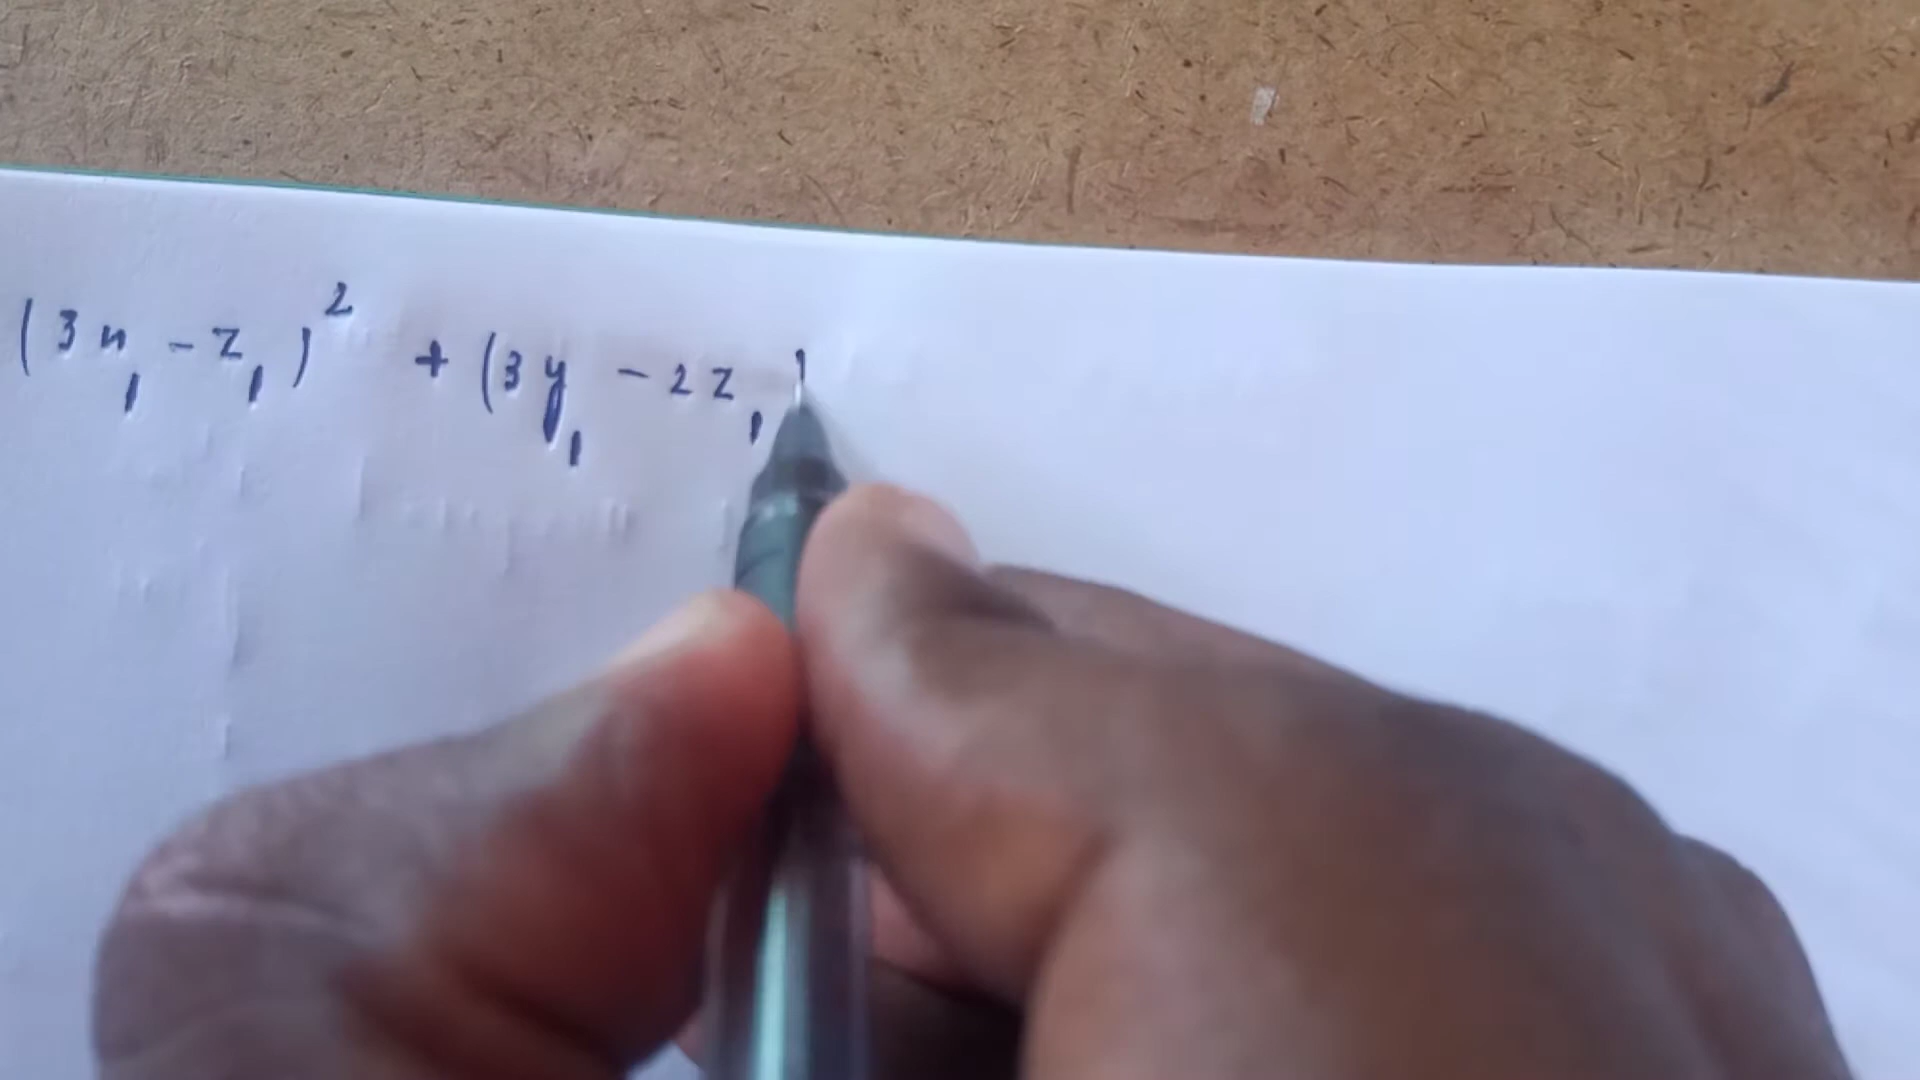 (3x₁ - z₁)² + (3y₁ - 2z₁)